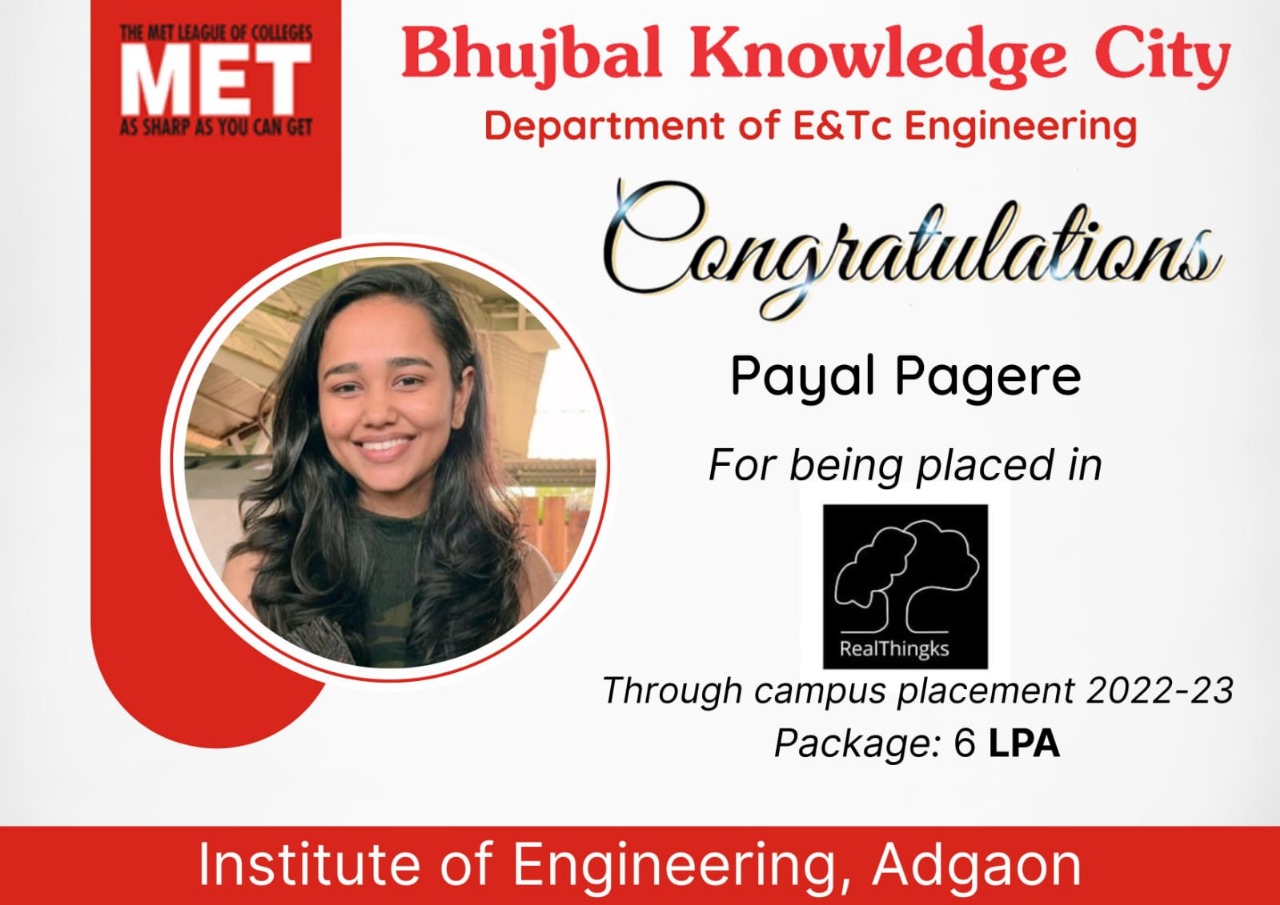 THE MET LEAGUE OF COLLEGES
MET
AS SHARP AS YOU CAN GET
Bhujbal Knowledge City
Department of E&Tc Engineering
Congratulations
Payal Pagere
For being placed in
RealThingks
Through campus placement 2022-23
Package: 6 LPA
Institute of Engineering, Adgaon